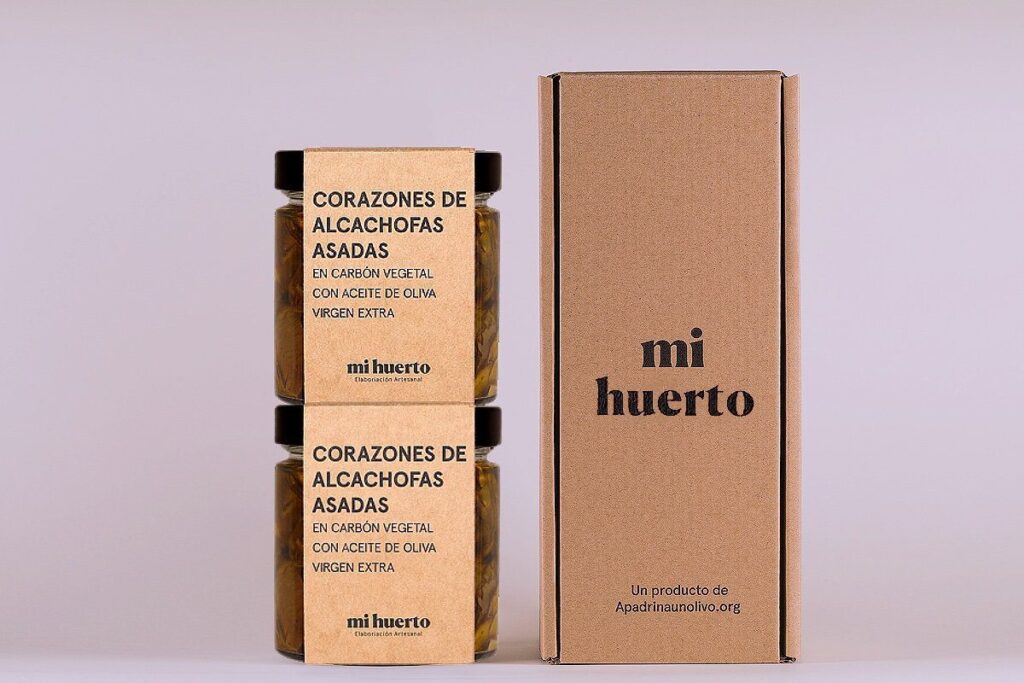 CORAZONES DE
ALCACHOFAS
ASADAS
EN CARBÓN VEGETAL
CON ACEITE DE OLIVA
VIRGEN EXTRA
mi huerto
Elaboriación Artesanal
CORAZONES DE
ALCACHOFAS
ASADAS
EN CARBÓN VEGETAL
CON ACEITE DE OLIVA
VIRGEN EXTRA
mi huerto
Elaboriación Artesanal
mi
huerto
Un producto de
Apadrinaunolivo.org